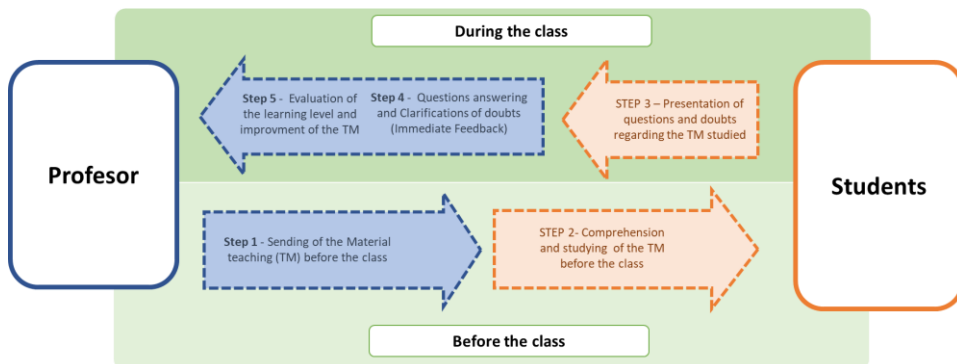 During the class
Profesor
Step 5 - Evaluation of
the learning level and
improvment of the TM
Step 4 - Questions answering
and Clarifications of doubts
(Immediate Feedback)
STEP 3 – Presentation of
questions and doubts
regarding the TM studied
Students
Step 1 - Sending of the Material
teaching (TM) before the class
STEP 2- Comprehension
and studying of the TM
before the class
Before the class